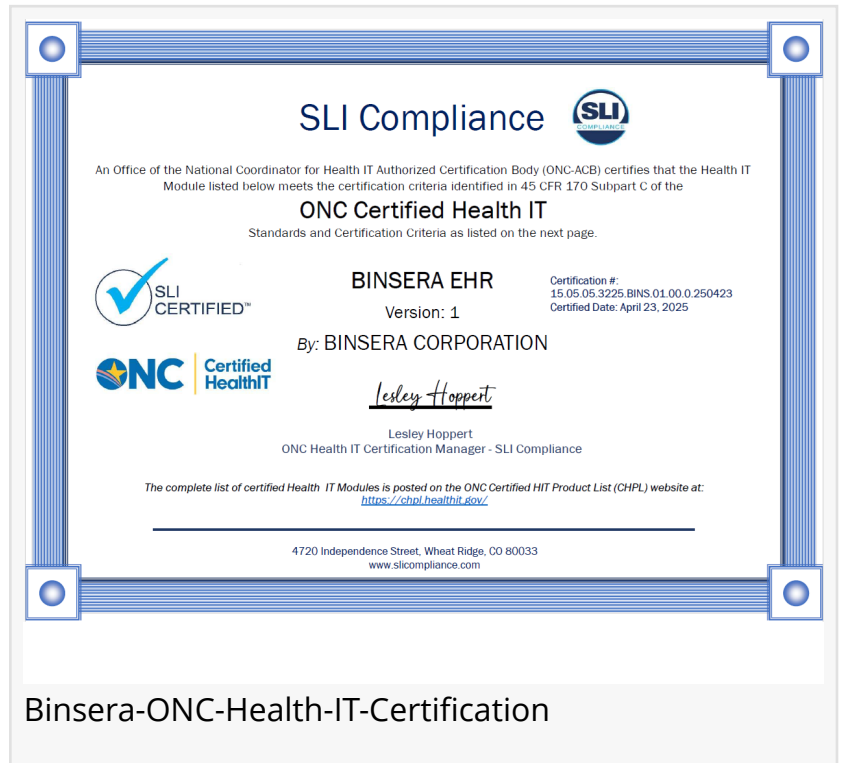 SLI Compliance
SLI
COMPLIANCE
An Office of the National Coordinator for Health IT Authorized Certification Body (ONC-ACB) certifies that the Health IT
Module listed below meets the certification criteria identified in 45 CFR 170 Subpart C of the
ONC Certified Health IT
Standards and Certification Criteria as listed on the next page.
SLI
CERTIFIED™
BINSERA EHR
Version: 1
By: BINSERA CORPORATION
Certification #:
15.05.05.3225.BINS.01.00.0.250423
Certified Date: April 23, 2025
ONC
Certified
HealthIT
Lesley Hoppert
Lesley Hoppert
ONC Health IT Certification Manager - SLI Compliance
The complete list of certified Health IT Modules is posted on the ONC Certified HIT Product List (CHPL) website at:
https://chpl.healthit.gov/
4720 Independence Street, Wheat Ridge, CO 80033
www.slicompliance.com
Binsera-ONC-Health-IT-Certification